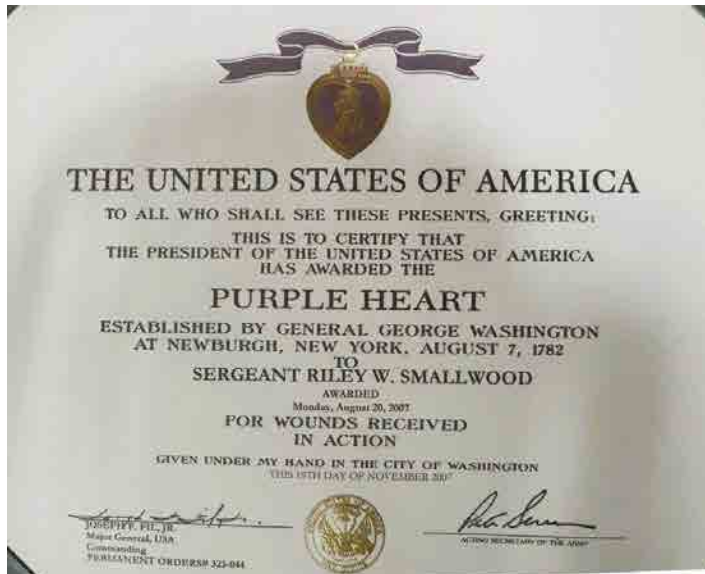 THE UNITED STATES OF AMERICA
TO ALL WHO SHALL SEE THESE PRESENTS, GREETING:
THIS IS TO CERTIFY THAT
THE PRESIDENT OF THE UNITED STATES OF AMERICA
HAS AWARDED THE
PURPLE HEART
ESTABLISHED BY GENERAL GEORGE WASHINGTON
AT NEWBURGH, NEW YORK, AUGUST 7, 1782
TO
SERGEANT RILEY W. SMALLWOOD
AWARDED
Monday, August 20, 2007
FOR WOUNDS RECEIVED
IN ACTION
GIVEN UNDER MY HAND IN THE CITY OF WASHINGTON
THIS 15TH DAY OF NOVEMBER 2007
JOSEPH F. FIL, JR.
Major General, USA
Commanding
PERMANENT ORDERS# 323-044
ACTING SECRETARY OF THE ARMY